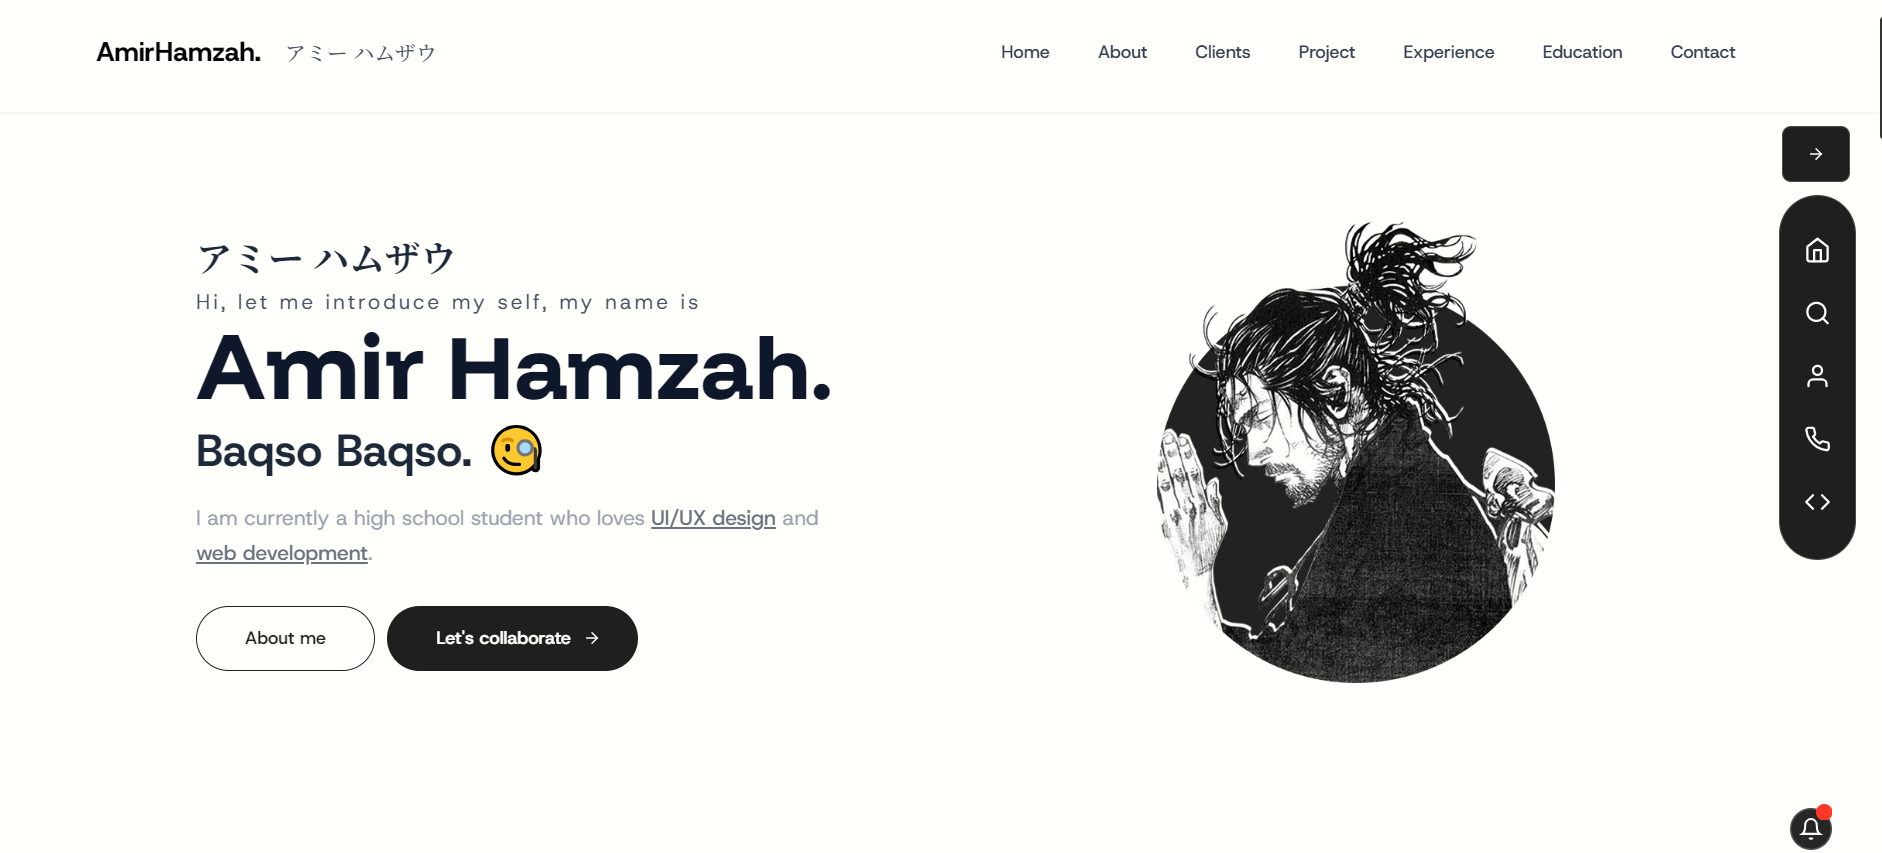 AmirHamzah. アミー ハムザウ
Home About Clients Project Experience Education Contact
アミー ハムザウ
Hi, let me introduce my self, my name is
Amir Hamzah.
Baqso Baqso.
I am currently a high school student who loves UI/UX design and
web development.
About me
Let's collaborate